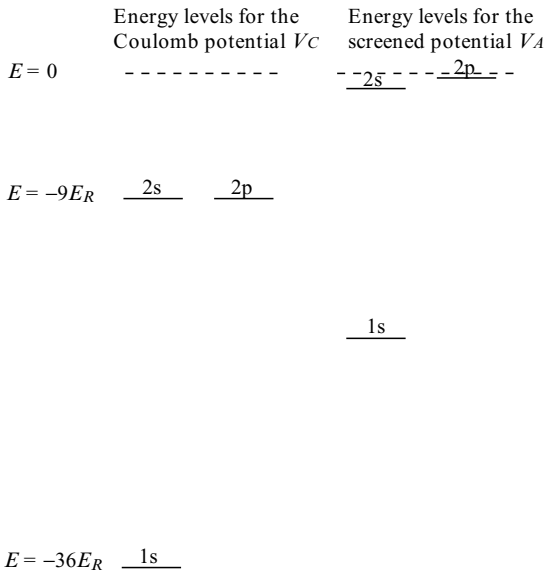 Energy levels for the
Coulomb potential VC
Energy levels for the
screened potential VA
E = 0
2s
2p
E = −9ER
2s
2p
1s
E = −36ER
1s